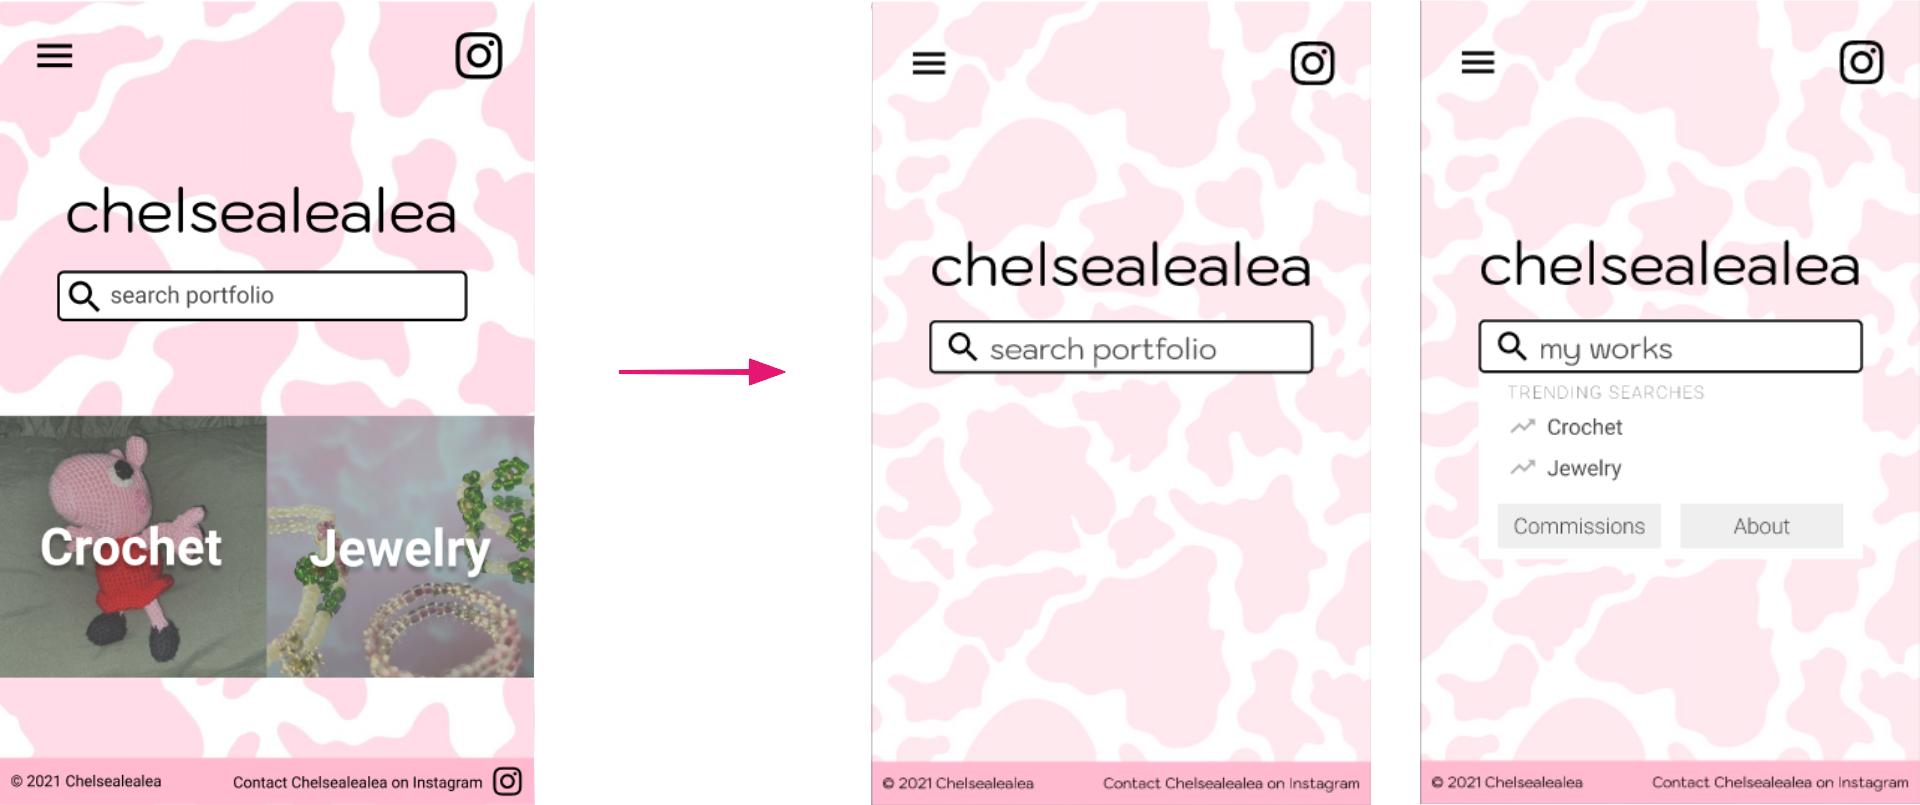 chelsealealea
search portfolio
Crochet
Jewelry
© 2021 Chelsealealea
Contact Chelsealealea on Instagram
chelsealealea
search portfolio
© 2021 Chelsealealea
Contact Chelsealealea on Instagram
chelsealealea
my works
TRENDING SEARCHES
Crochet
Jewelry
Commissions
About
© 2021 Chelsealealea
Contact Chelsealealea on Instagram